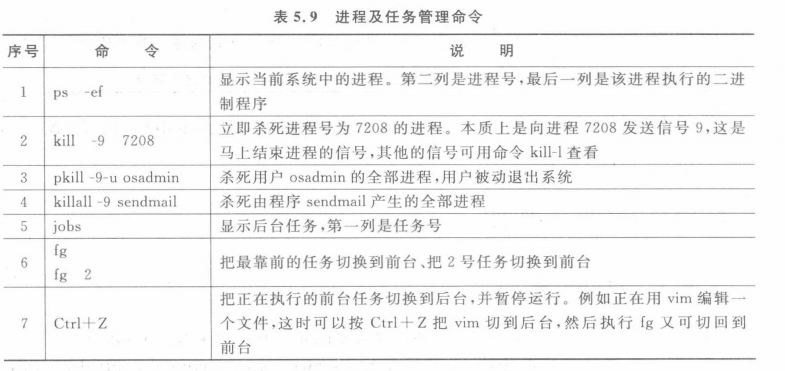 表 5.9 进程及任务管理命令
序号 命 令 说 明
1 ps -ef 显示当前系统中的进程。第二列是进程号,最后一列是该进程执行的二进
制程序
2 kill -9 7208 立即杀死进程号为 7208 的进程。本质上是向进程 7208 发送信号 9,这是
马上结束进程的信号,其他的信号可用命令 kill-l 查看
3 pkill -9-u osadmin 杀死用户 osadmin 的全部进程,用户被动退出系统
4 killall -9 sendmail 杀死由程序 sendmail 产生的全部进程
5 jobs 显示后台任务,第一列是任务号
6 fg
fg 2 把最靠前的任务切换到前台、把 2 号任务切换到前台
7 Ctrl+Z 把正在执行的前台任务切换到后台,并暂停运行。例如正在用 vim 编辑一
个文件,这时可以按 Ctrl+Z 把 vim 切到后台,然后执行 fg 又可切回到
前台